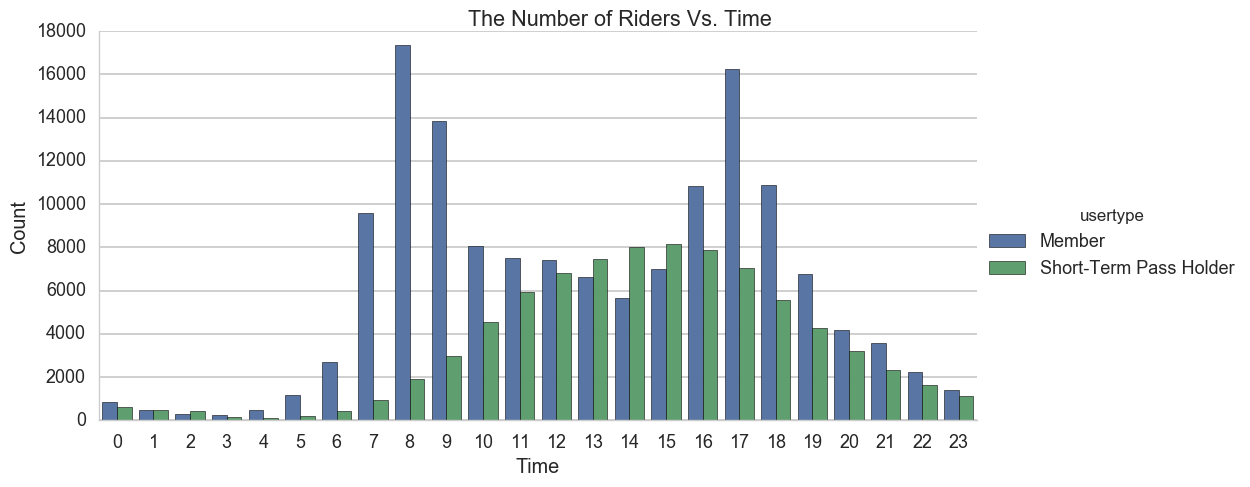 The Number of Riders Vs. Time
18000
16000
14000
12000
10000
8000
6000
4000
2000
0
Count
0 1 2 3 4 5 6 7 8 9 10 11 12 13 14 15 16 17 18 19 20 21 22 23
Time
usertype
Member
Short-Term Pass Holder